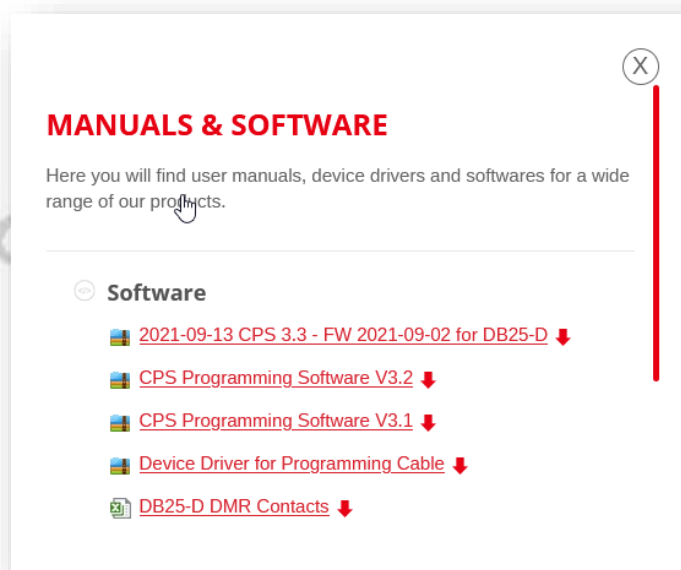 X
MANUALS & SOFTWARE
Here you will find user manuals, device drivers and softwares for a wide
range of our products.
Software
2021-09-13 CPS 3.3 - FW 2021-09-02 for DB25-D
CPS Programming Software V3.2
CPS Programming Software V3.1
Device Driver for Programming Cable
DB25-D DMR Contacts